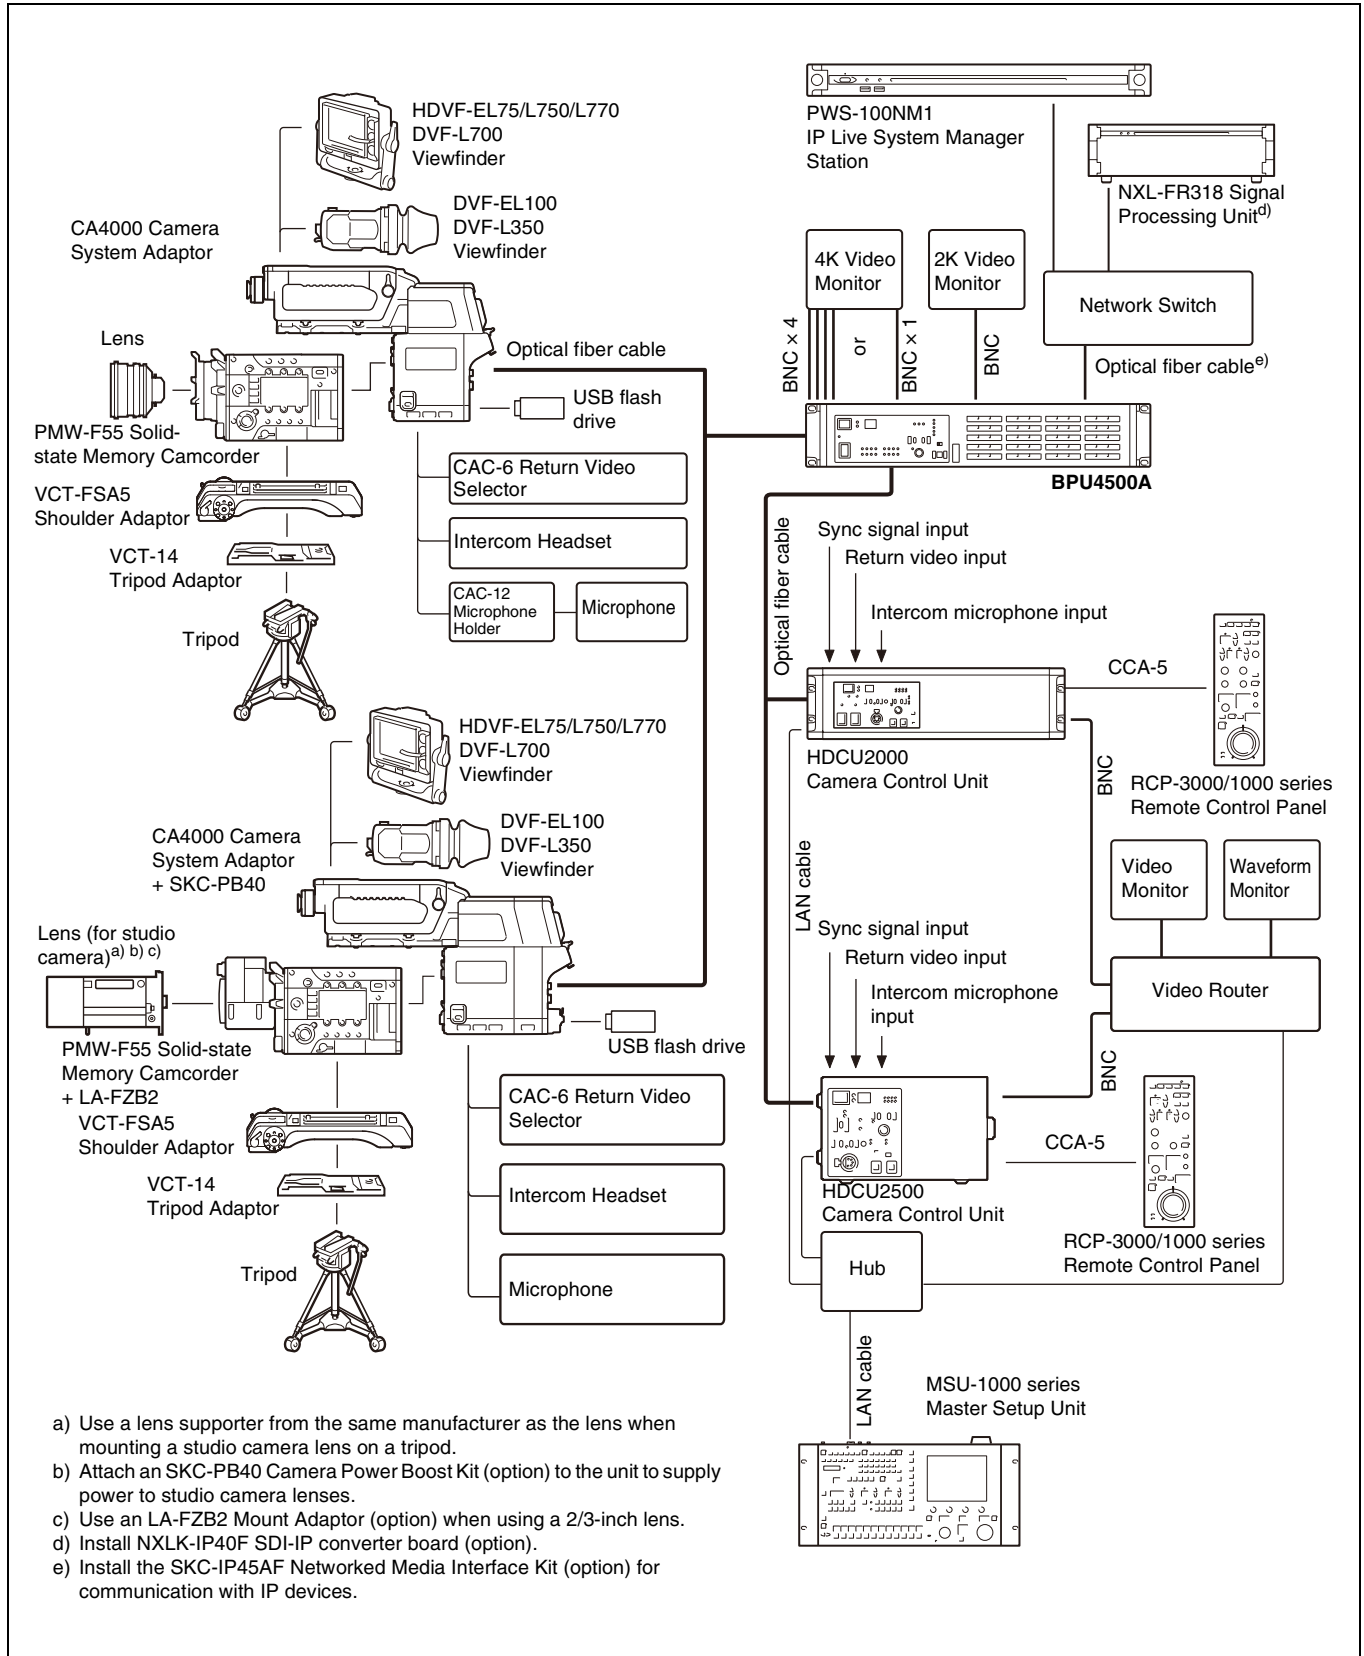 HDVF-EL75/L750/L770
DVF-L700
Viewfinder
DVF-EL100
DVF-L350
Viewfinder
CA4000 Camera
System Adaptor
Lens
Optical fiber cable
USB flash
drive
PMW-F55 Solid-
state Memory Camcorder
VCT-FSA5
Shoulder Adaptor
VCT-14
Tripod Adaptor
Tripod
CAC-6 Return Video
Selector
Intercom Headset
CAC-12
Microphone
Holder
Microphone
HDVF-EL75/L750/L770
DVF-L700
Viewfinder
DVF-EL100
DVF-L350
Viewfinder
CA4000 Camera
System Adaptor
+ SKC-PB40
Lens (for studio
camera)a) b) c)
USB flash drive
PMW-F55 Solid-state
Memory Camcorder
+ LA-FZB2
VCT-FSA5
Shoulder Adaptor
VCT-14
Tripod Adaptor
Tripod
CAC-6 Return Video
Selector
Intercom Headset
Microphone
PWS-100NM1
IP Live System Manager
Station
NXL-FR318 Signal
Processing Unitd)
4K Video
Monitor
2K Video
Monitor
Network Switch
BNC × 4
or
BNC × 1
BNC
Optical fiber cablee)
BPU4500A
Optical fiber cable
Sync signal input
Return video input
Intercom microphone input
CCA-5
HDCU2000
Camera Control Unit
BNC
RCP-3000/1000 series
Remote Control Panel
LAN cable
Video
Monitor
Waveform
Monitor
Sync signal input
Return video input
Intercom microphone
input
Video Router
BNC
CCA-5
HDCU2500
Camera Control Unit
RCP-3000/1000 series
Remote Control Panel
Hub
LAN cable
MSU-1000 series
Master Setup Unit
a) Use a lens supporter from the same manufacturer as the lens when
mounting a studio camera lens on a tripod.
b) Attach an SKC-PB40 Camera Power Boost Kit (option) to the unit to supply
power to studio camera lenses.
c) Use an LA-FZB2 Mount Adaptor (option) when using a 2/3-inch lens.
d) Install NXLK-IP40F SDI-IP converter board (option).
e) Install the SKC-IP45AF Networked Media Interface Kit (option) for
communication with IP devices.